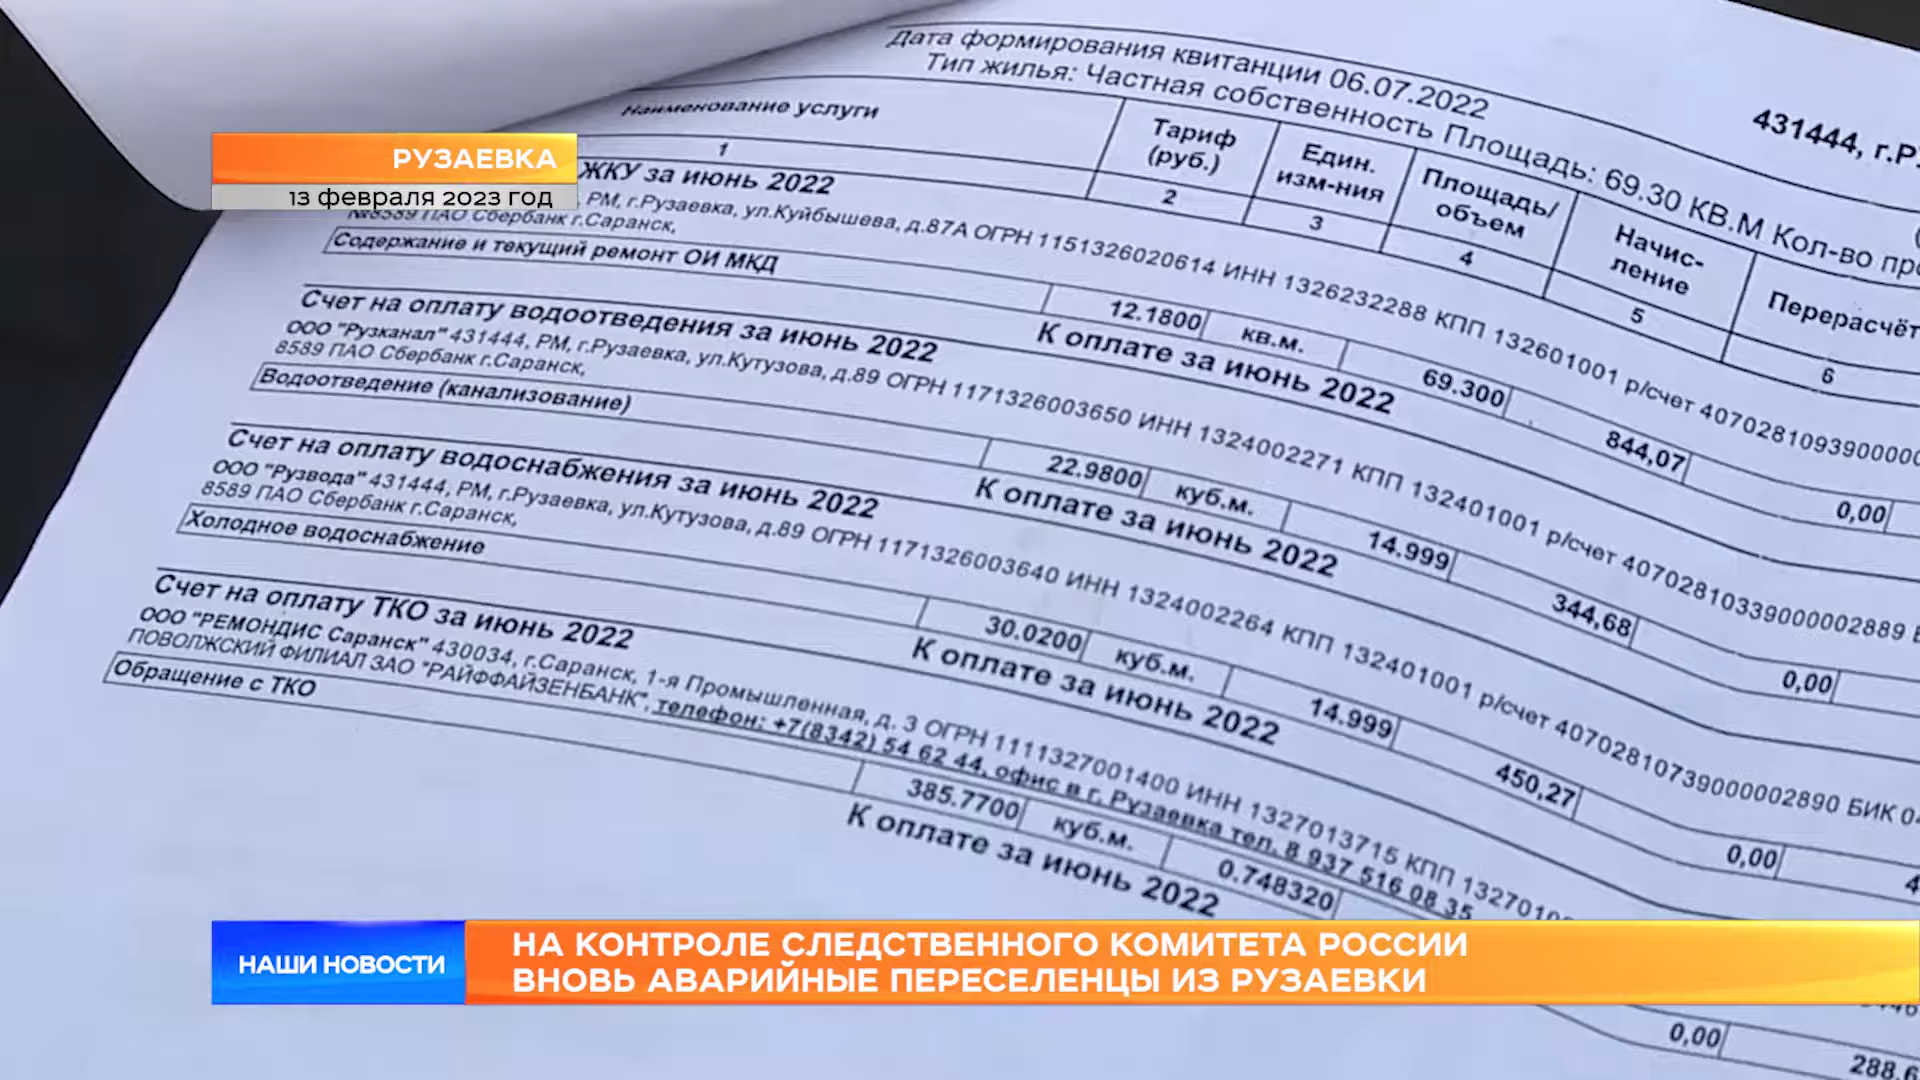 Дата формирования квитанции 06.07.2022
Тип жилья: Частная собственность Площадь: 69.30 КВ.М Кол-во
431444, г.
Наименование услуги
Тариф (руб.)
Един. изм-ния
Площадь/ объем
Начис- ление
Перерасчёт
1 2 3 4 5 6
РУЗАЕВКА
13 февраля 2023 год
ЖКУ за июнь 2022
РМ, г.Рузаевка, ул.Куйбышева, д.87А ОГРН 1151326020614 ИНН 1326232288 КПП 132601001 р/счет
№8589 ПАО Сбербанк г.Саранск,
Содержание и текущий ремонт ОИ МКД 12.1800 кв.м. 69.300 844,07 0,00
К оплате за июнь 2022
Счет на оплату водоотведения за июнь 2022
ООО "Рузканал" 431444, РМ, г.Рузаевка, ул.Кутузова, д.89 ОГРН 1171326003650 ИНН 1324002271 КПП 132401001 р/счет 40702810339000002889
8589 ПАО Сбербанк г.Саранск,
Водоотведение (канализование) 22.9800 куб.м. 14.999 344,68 0,00
К оплате за июнь 2022
Счет на оплату водоснабжения за июнь 2022
ООО "Рузвода" 431444, РМ, г.Рузаевка, ул.Кутузова, д.89 ОГРН 1171326003640 ИНН 1324002264 КПП 132401001 р/счет 40702810739000002890 БИК
8589 ПАО Сбербанк г.Саранск,
Холодное водоснабжение 30.0200 куб.м. 14.999 450,27 0,00
К оплате за июнь 2022
Счет на оплату ТКО за июнь 2022
ООО "РЕМОНДИС Саранск" 430034, г.Саранск, 1-я Промышленная, д. 3 ОГРН 1111327001400 ИНН 1327013715 КПП
ПОВОЛЖСКИЙ ФИЛИАЛ ЗАО "РАЙФФАЙЗЕНБАНК", телефон: +7(8342) 54 62 44, офис в г. Рузаевка тел. 8 937 516 08 35
Обращение с ТКО 385.7700 куб.м. 0.748320 0,00
К оплате за июнь 2022
НАШИ НОВОСТИ
НА КОНТРОЛЕ СЛЕДСТВЕННОГО КОМИТЕТА РОССИИ
ВНОВЬ АВАРИЙНЫЕ ПЕРЕСЕЛЕНЦЫ ИЗ РУЗАЕВКИ